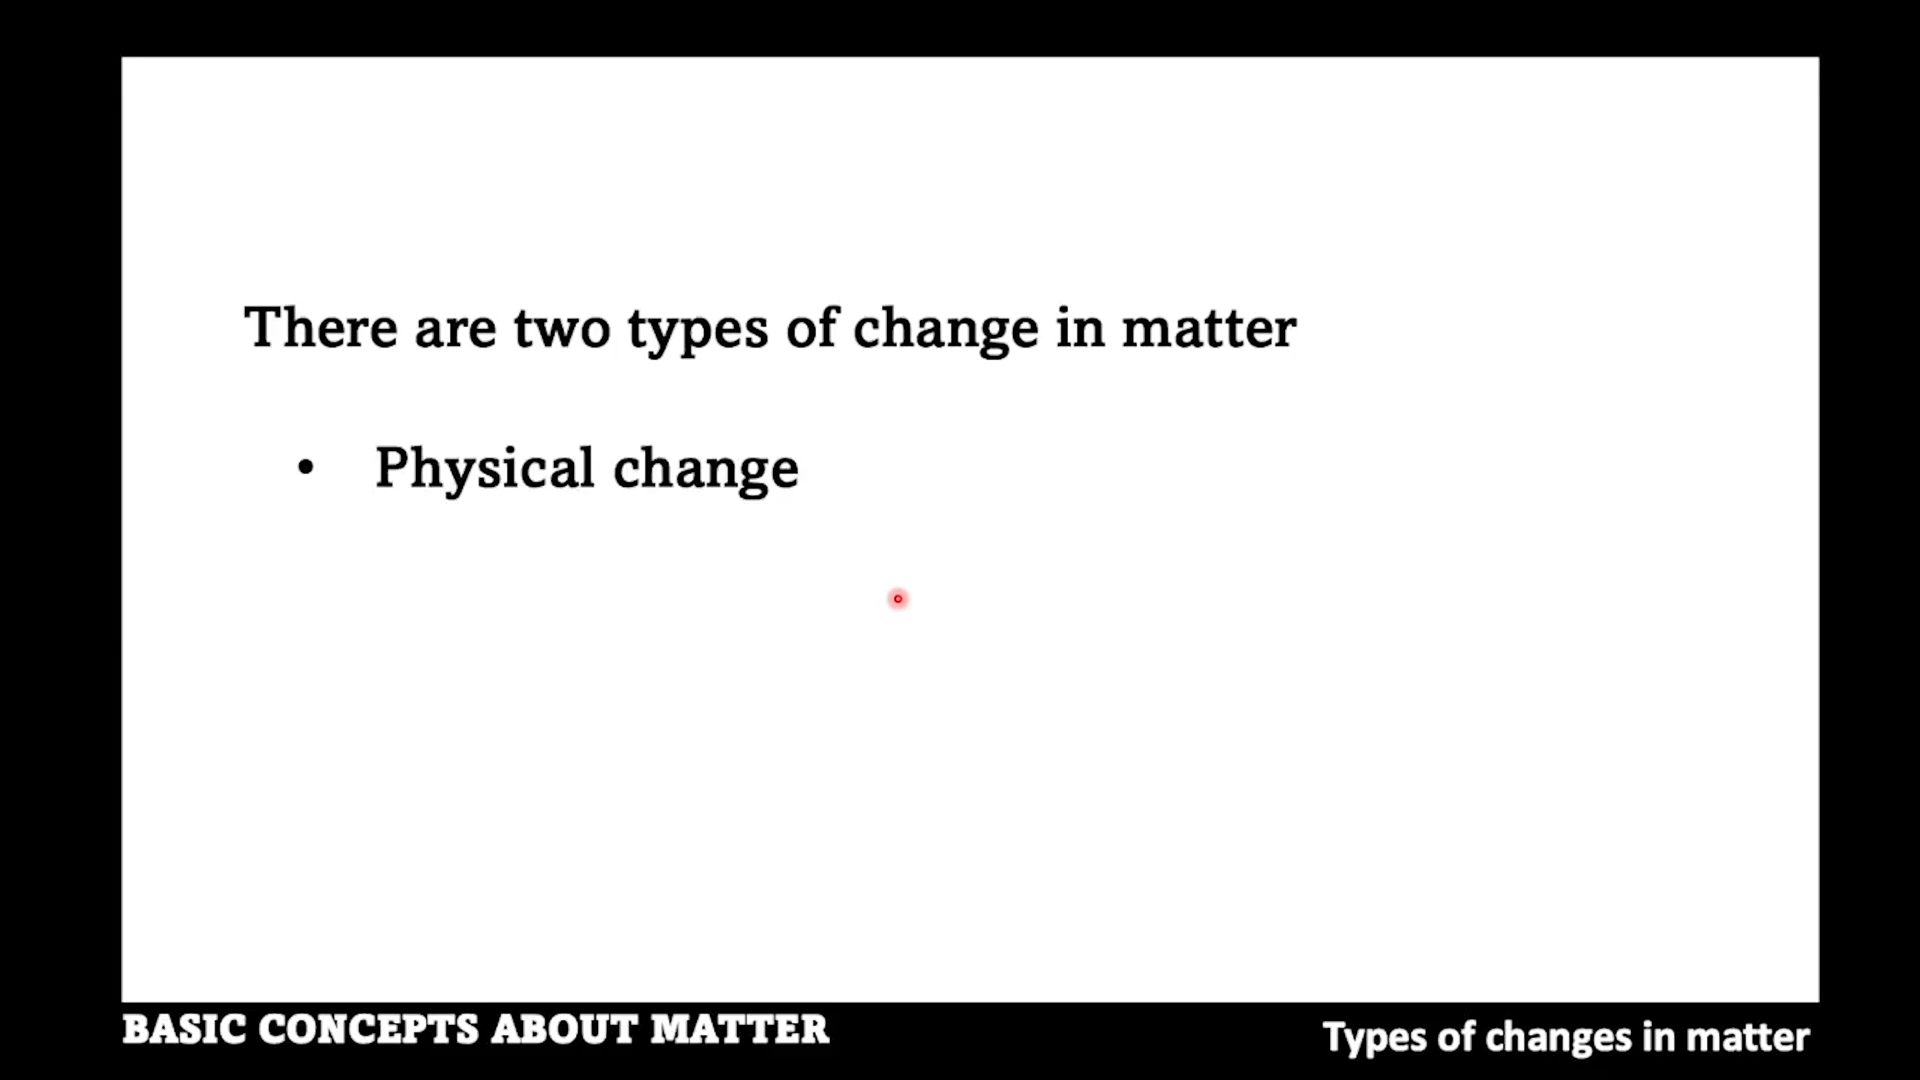 There are two types of change in matter
• Physical change
BASIC CONCEPTS ABOUT MATTER
Types of changes in matter